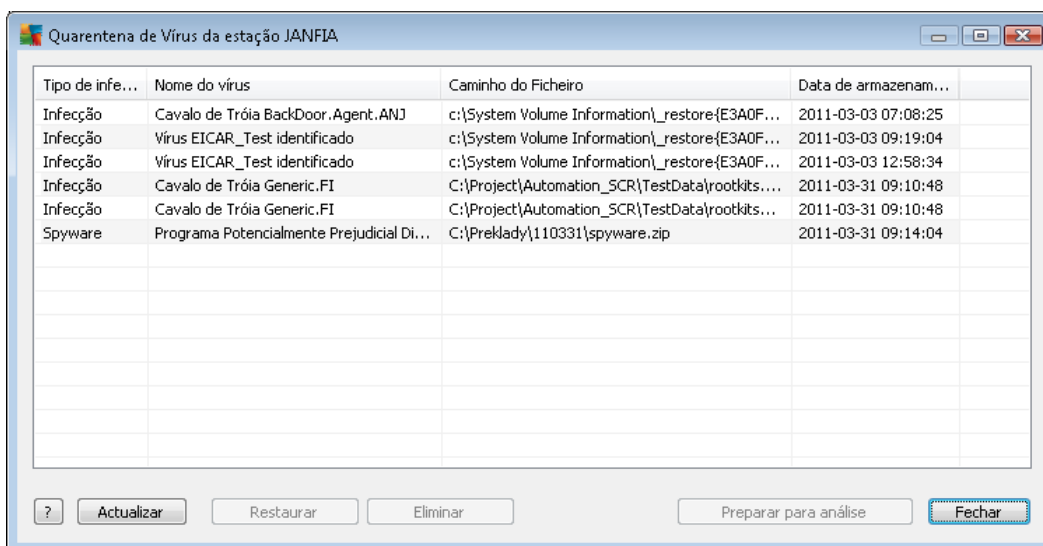 Quarentena de Vírus da estação JANFIA
Tipo de infe... Nome do vírus Caminho do Ficheiro Data de armazenam...
Infecção Cavalo de Tróia BackDoor.Agent.ANJ c:\System Volume Information\_restore{E3A0F... 2011-03-03 07:08:25
Infecção Vírus EICAR_Test identificado c:\System Volume Information\_restore{E3A0F... 2011-03-03 09:19:04
Infecção Vírus EICAR_Test identificado c:\System Volume Information\_restore{E3A0F... 2011-03-03 12:58:34
Infecção Cavalo de Tróia Generic.FI C:\Project\Automation_SCR\TestData\rootkits.... 2011-03-31 09:10:48
Infecção Cavalo de Tróia Generic.FI C:\Project\Automation_SCR\TestData\rootkits... 2011-03-31 09:10:48
Spyware Programa Potencialmente Prejudicial Di... C:\Preklady\110331\spyware.zip 2011-03-31 09:14:04
? Actualizar Restaurar Eliminar Preparar para análise Fechar